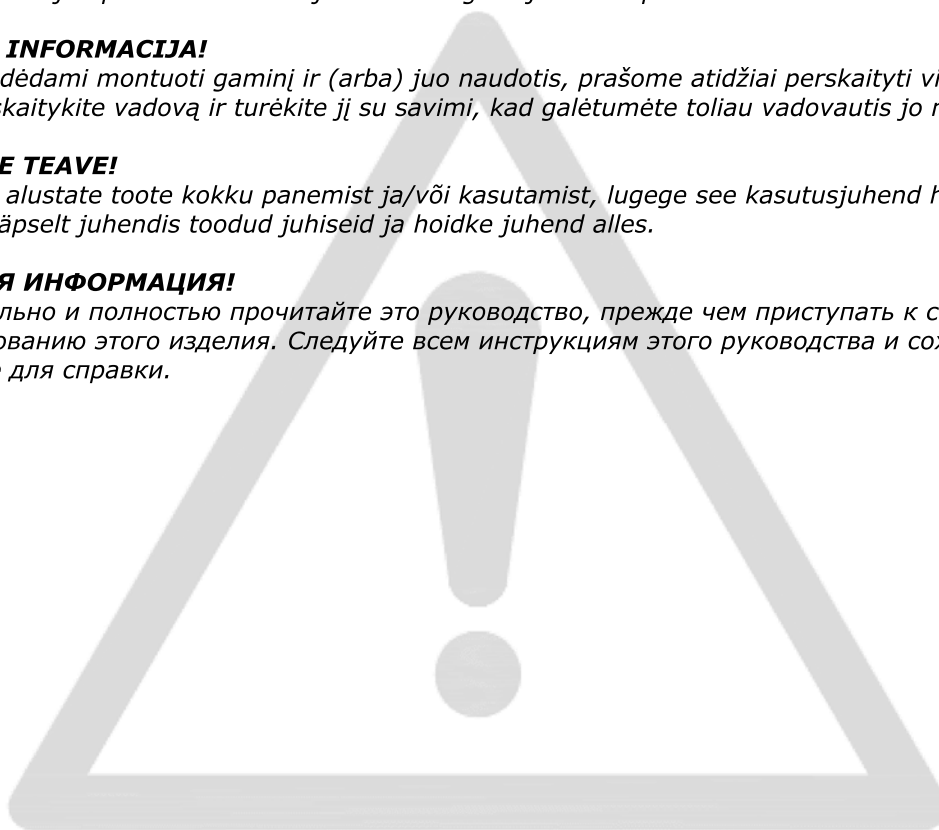 INFORMACIJA!
dėdami montuoti gaminį ir (arba) juo naudotis, prašome atidžiai perskaityti vi
skaitykite vadovą ir turėkite jį su savimi, kad galėtumėte toliau vadovautis jo
E TEAVE!
alustate toote kokku panemist ja/või kasutamist, lugege see kasutusjuhend h
äpselt juhendis toodud juhiseid ja hoidke juhend alles.
Я ИНФОРМАЦИЯ!
льно и полностью прочитайте это руководство, прежде чем приступать к с
ованию этого изделия. Следуйте всем инструкциям этого руководства и сох
для справки.